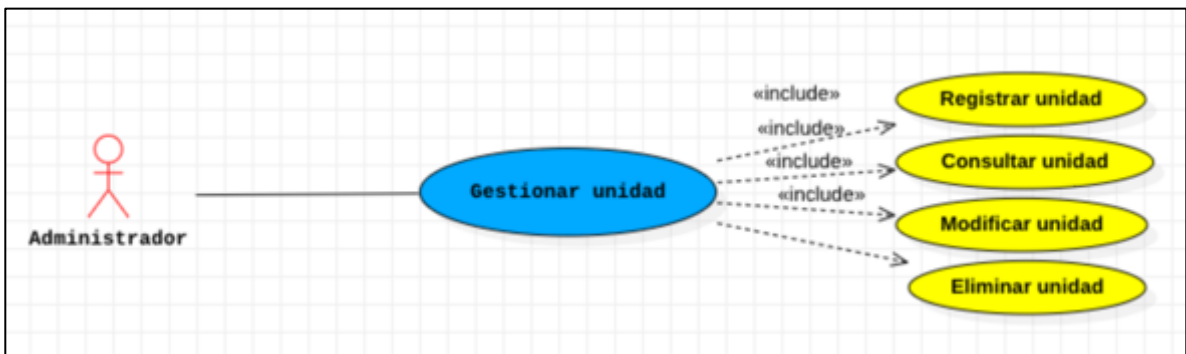 «include»
Registrar unidad
«include»
Consultar unidad
«include»
Gestionar unidad
«include»
Modificar unidad
Administrador
Eliminar unidad